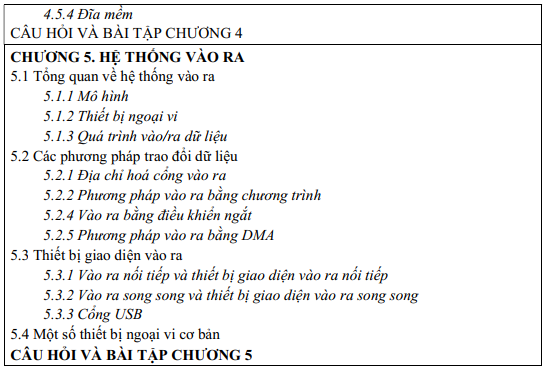 4.5.4 Đĩa mềm
CÂU HỎI VÀ BÀI TẬP CHƯƠNG 4
CHƯƠNG 5. HỆ THỐNG VÀO RA
5.1 Tổng quan về hệ thống vào ra
5.1.1 Mô hình
5.1.2 Thiết bị ngoại vi
5.1.3 Quá trình vào/ra dữ liệu
5.2 Các phương pháp trao đổi dữ liệu
5.2.1 Địa chỉ hoá cổng vào ra
5.2.2 Phương pháp vào ra bằng chương trình
5.2.4 Vào ra bằng điều khiển ngắt
5.2.5 Phương pháp vào ra bằng DMA
5.3 Thiết bị giao diện vào ra
5.3.1 Vào ra nối tiếp và thiết bị giao diện vào ra nối tiếp
5.3.2 Vào ra song song và thiết bị giao diện vào ra song song
5.3.3 Cổng USB
5.4 Một số thiết bị ngoại vi cơ bản
CÂU HỎI VÀ BÀI TẬP CHƯƠNG 5